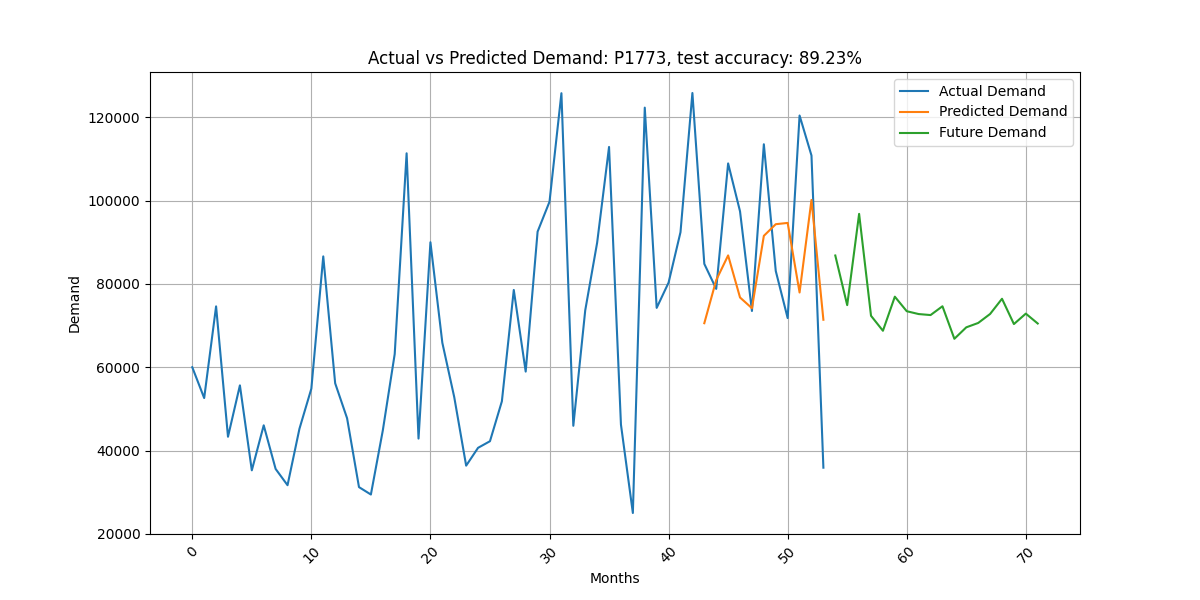 Actual vs Predicted Demand: P1773, test accuracy: 89.23%
Actual Demand
Predicted Demand
Future Demand
Demand
120000
100000
80000
60000
40000
20000
0
10
20
30
40
50
60
70
Months